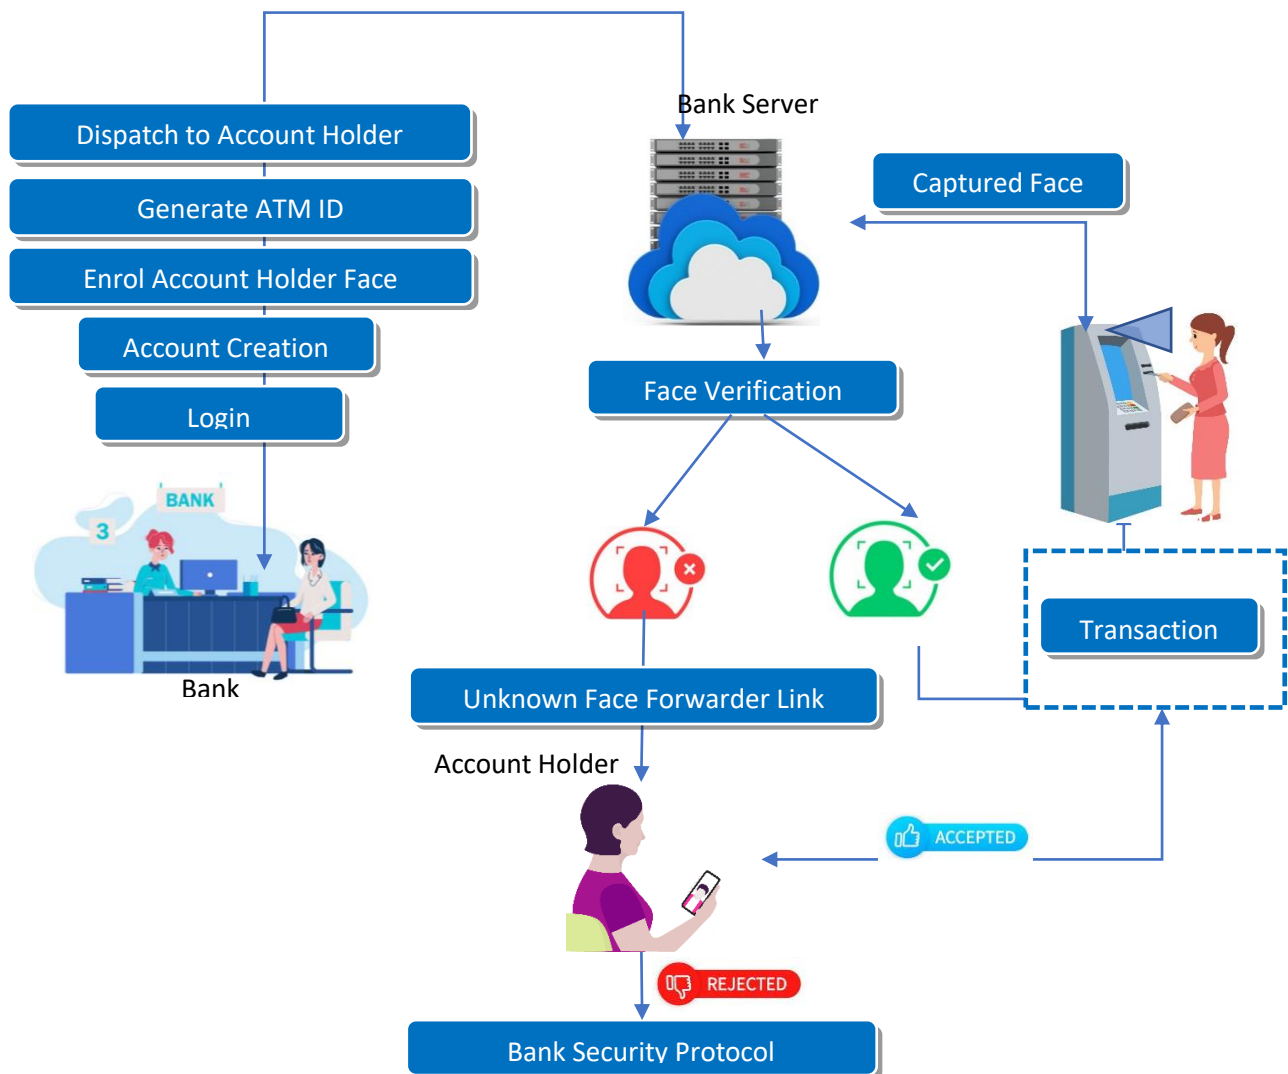 Bank Server
Dispatch to Account Holder
Captured Face
Generate ATM ID
Enrol Account Holder Face
Account Creation
Face Verification
Login
BANK
3
Transaction
Bank
Unknown Face Forwarder Link
Account Holder
ACCEPTED
REJECTED
Bank Security Protocol